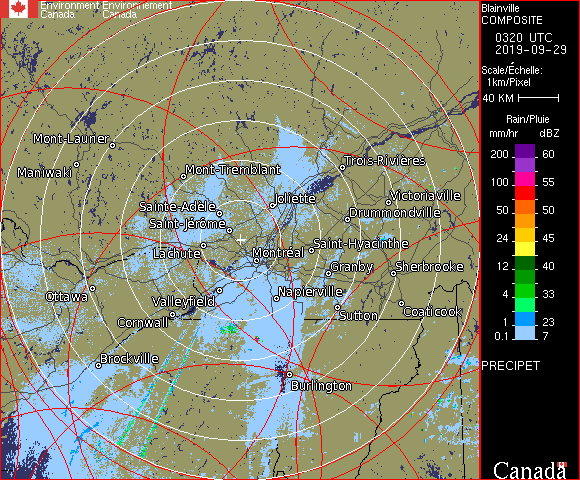 Environment Environnement
Canada Canada
Blainville
COMPOSITE
0320 UTC
2019-09-29
Scale/Échelle:
1km/Pixel
40 KM
Rain/Pluie
mm/hr dBZ
200 60
100 55
50 50
24 45
12 40
4 33
1 23
0.1 7
PRECIPET
Canada
Mont-Laurier
Maniwaki
Mont-Tremblant
Trois-Rivières
Joliette
Victoriaville
Sainte-Adèle
Drummondville
Saint-Jérôme
Lachute
Montréal
Saint-Hyacinthe
Granby
Sherbrooke
Ottawa
Valleyfield
Napierville
Coaticook
Cornwall
Sutton
Brockville
Burlington